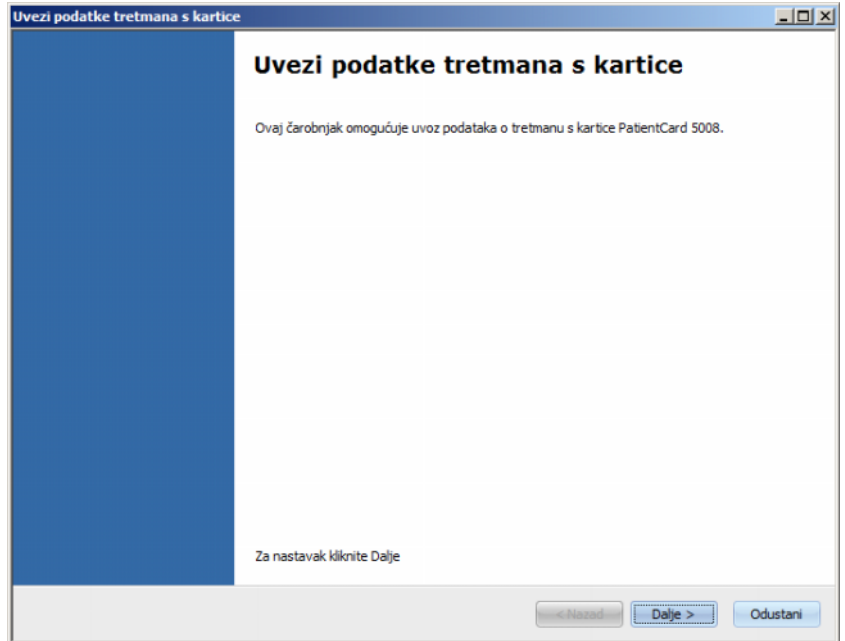 Uvezi podatke tretmana s kartice
Uvezi podatke tretmana s kartice
Ovaj čarobnjak omogućuje uvoz podataka o tretmanu s kartice PatientCard 5008.
Za nastavak kliknite Dalje
< Nazad Dalje > Odustani